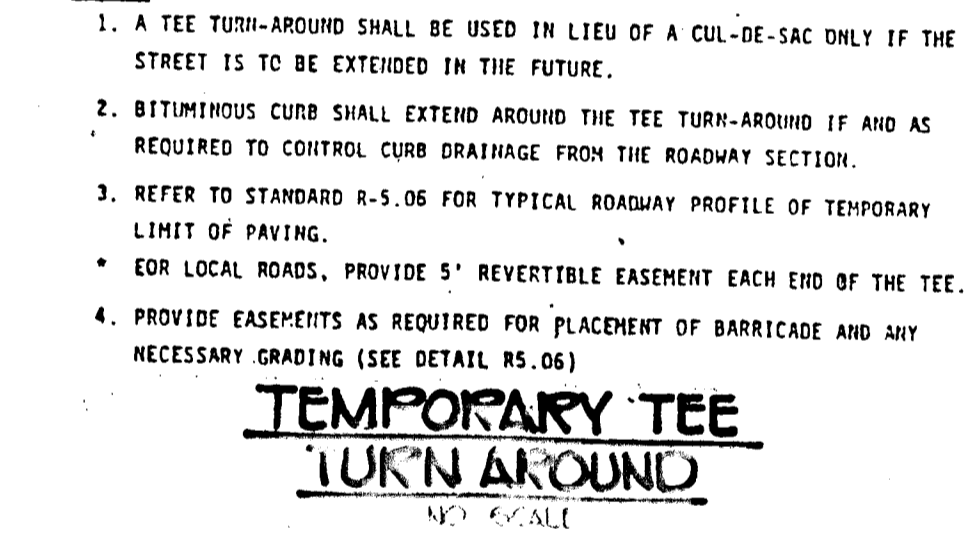 1. A TEE TURN-AROUND SHALL BE USED IN LIEU OF A CUL-DE-SAC ONLY IF THE
STREET IS TO BE EXTENDED IN THE FUTURE.
2. BITUMINOUS CURB SHALL EXTEND AROUND THE TEE TURN-AROUND IF AND AS
REQUIRED TO CONTROL CURB DRAINAGE FROM THE ROADWAY SECTION.
3. REFER TO STANDARD R-5.06 FOR TYPICAL ROADWAY PROFILE OF TEMPORARY
LIMIT OF PAVING.
* EOR LOCAL ROADS, PROVIDE 5' REVERTIBLE EASEMENT EACH END OF THE TEE.
4. PROVIDE EASEMENTS AS REQUIRED FOR PLACEMENT OF BARRICADE AND ANY
NECESSARY GRADING (SEE DETAIL R5.06)
TEMPORARY TEE
TURN AROUND
NO SCALE